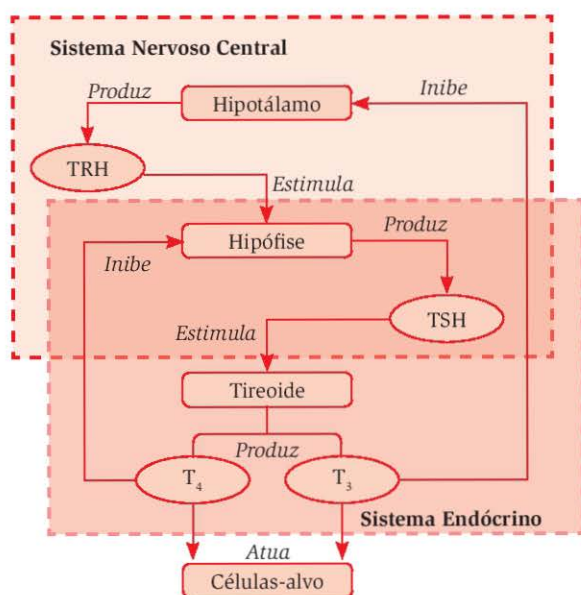 Sistema Nervoso Central
Produz
Hipotálamo
Inibe
TRH
Estimula
Hipófise
Produz
Inibe
TSH
Estimula
Tireoide
Produz
T₄
T₃
Sistema Endócrino
Atua
Células-alvo